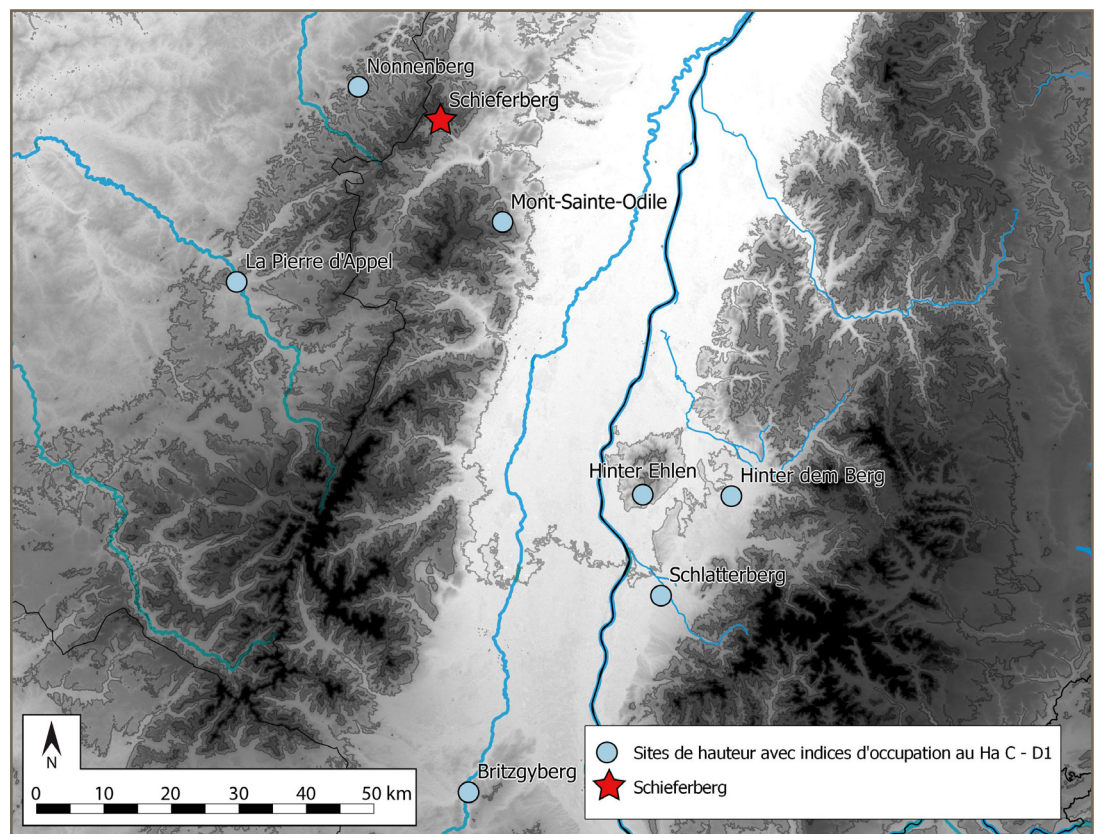 Nonnenberg
Schieferberg
Mont-Sainte-Odile
La Pierre d'Appel
Hinter Ehlen
Hinter dem Berg
Schlatterberg
Britzgyberg
N
0 10 20 30 40 50 km
Sites de hauteur avec indices d'occupation au Ha C - D1
Schieferberg